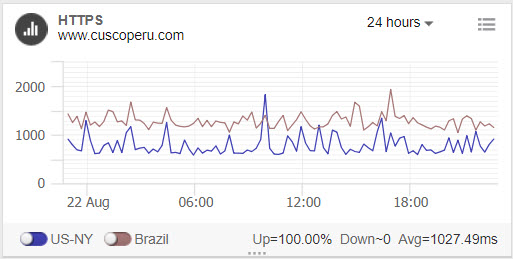 HTTPS
24 hours
www.cuscoperu.com
2000
1000
0
22 Aug 06:00 12:00 18:00
US-NY Brazil Up=100.00% Down~0 Avg=1027.49ms